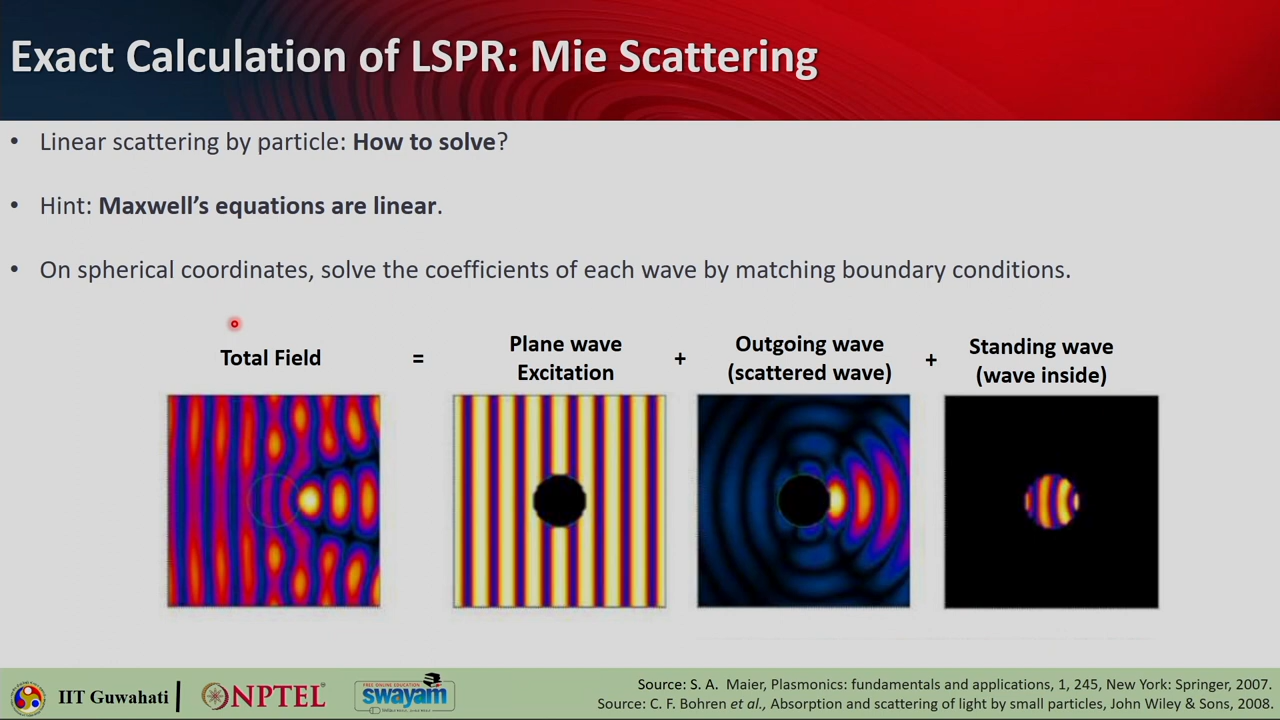 Exact Calculation of LSPR: Mie Scattering
• Linear scattering by particle: How to solve?
• Hint: Maxwell’s equations are linear.
• On spherical coordinates, solve the coefficients of each wave by matching boundary conditions.
Total Field
=
Plane wave
Excitation
+
Outgoing wave
(scattered wave)
+
Standing wave
(wave inside)
IIT Guwahati
NPTEL
FREE ONLINE EDUCATION
swayam
Source: S. A. Maier, Plasmonics fundamentals and applications, 1, 245, New York: Springer, 2007.
Source: C. F. Bohren et al., Absorption and scattering of light by small particles, John Wiley & Sons, 2008.